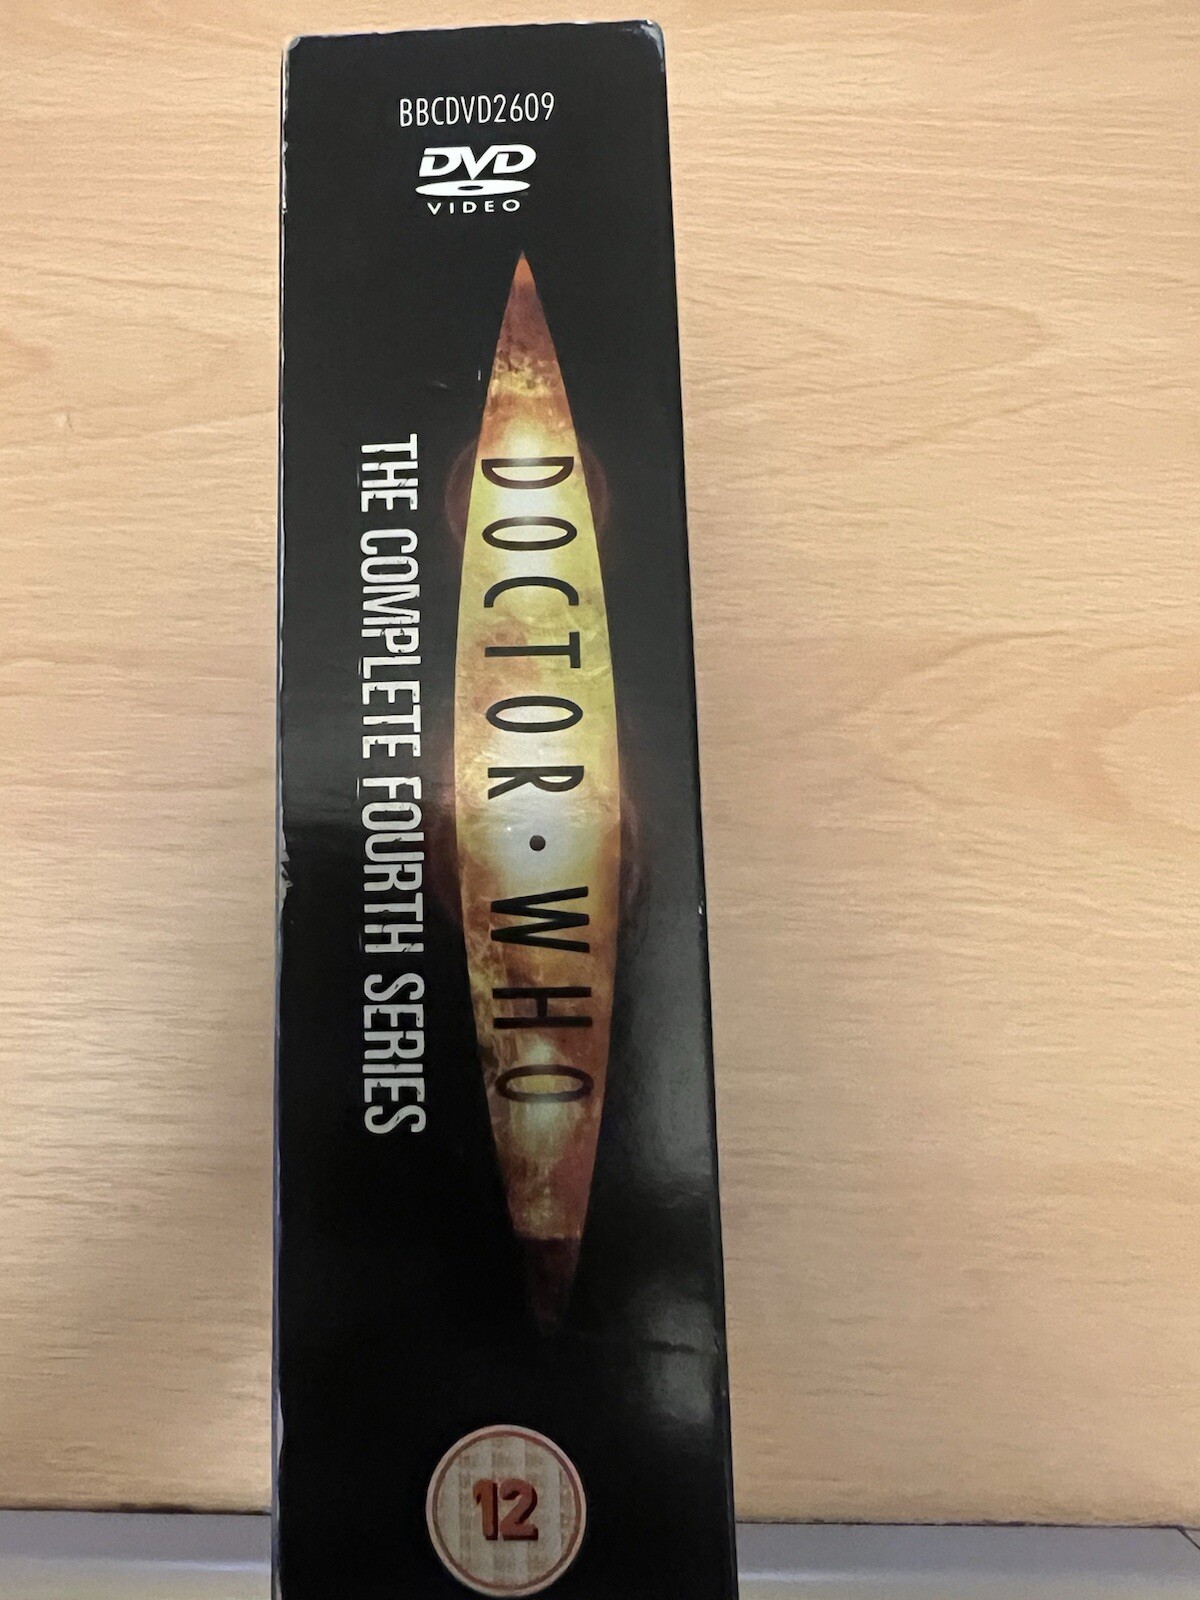 BBCDVD2609
DVD
VIDEO
DOCTOR • WHO
THE COMPLETE FOURTH SERIES
12